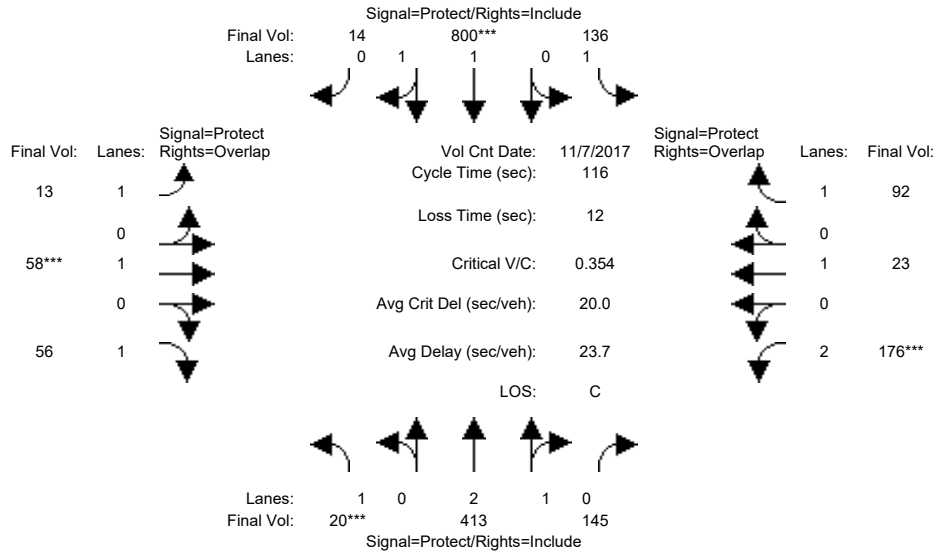 Signal=Protect/Rights=Include
Final Vol: 14 800*** 136
Lanes: 0 1 1 0 1
Signal=Protect
Final Vol: Lanes: Rights=Overlap
Vol Cnt Date: 11/7/2017
Signal=Protect
Rights=Overlap Lanes: Final Vol:
Cycle Time (sec): 116
13 1
1 92
Loss Time (sec): 12
0
0
58*** 1
Critical V/C: 0.354
1 23
0
Avg Crit Del (sec/veh): 20.0
0
56 1
Avg Delay (sec/veh): 23.7
2 176***
LOS: C
Lanes: 1 0 2 1 0
Final Vol: 20*** 413 145
Signal=Protect/Rights=Include